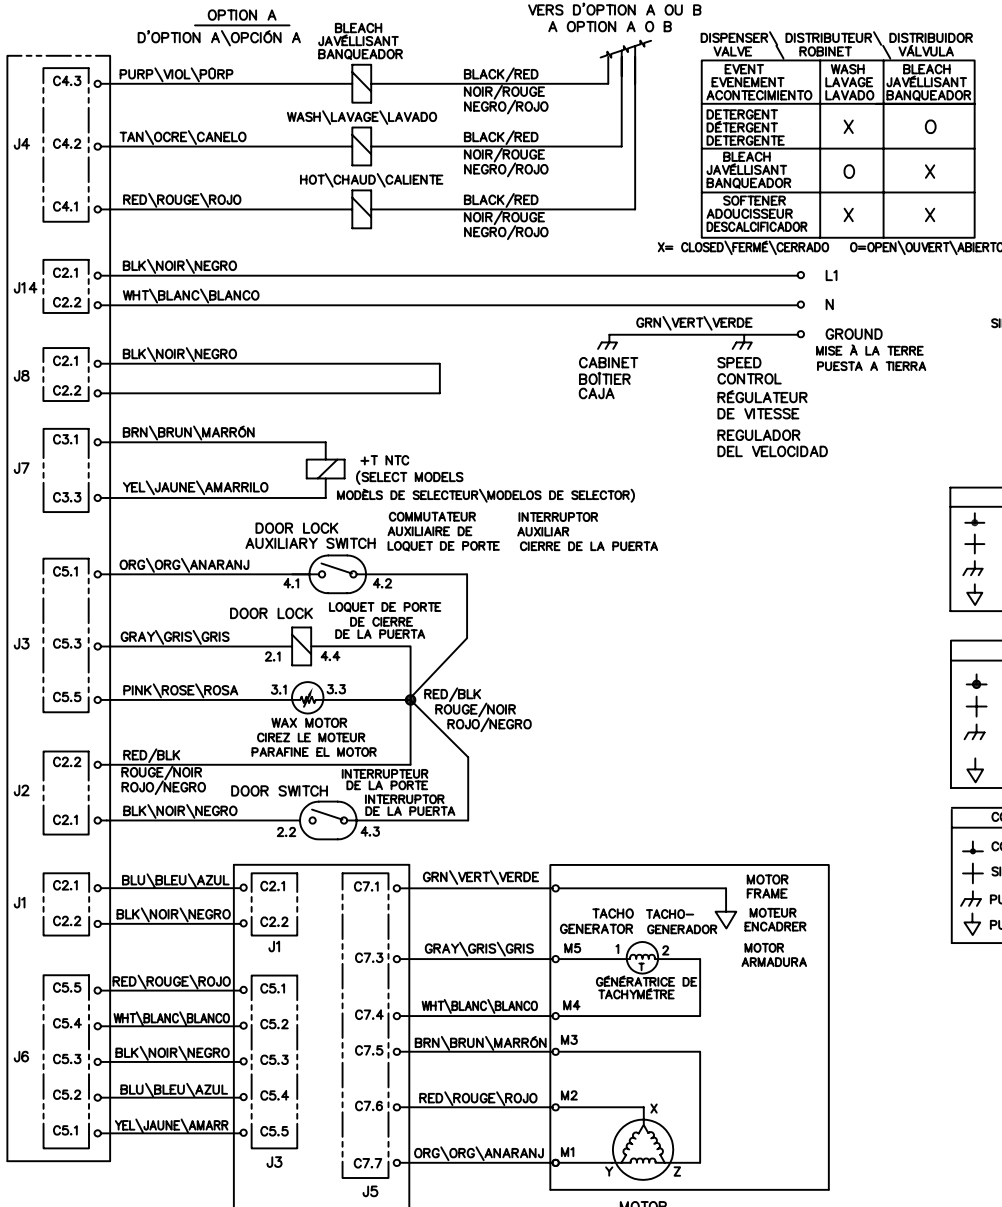 OPTION A
D'OPTION A\OPCIÓN A
VERS D'OPTION A OU B
A OPTION A O B
BLEACH
JAVÉLLISANT
BANQUEADOR
J4
C4.3
PURP/VIOL/PÚRP
BLACK/RED
NOIR/ROUGE
NEGRO/ROJO
WASH\LAVAGE\LAVADO
C4.2
TAN\OCRE\CANELO
BLACK/RED
NOIR/ROUGE
NEGRO/ROJO
HOT\CHAUD\CALIENTE
C4.1
RED\ROUGE\ROJO
BLACK/RED
NOIR/ROUGE
NEGRO/ROJO
DISPENSER\ DISTRIBUTEUR\ DISTRIBUIDOR
VALVE ROBINET VÁLVULA
EVENT
EVENEMENT
ACONTECIMIENTO
WASH
LAVAGE
LAVADO
BLEACH
JAVÉLLISANT
BANQUEADOR
DETERGENT
DÉTERGENT
DETERGENTE
X O
BLEACH
JAVÉLLISANT
BANQUEADOR
O X
SOFTENER
ADOUCISSEUR
DESCALCIFICADOR
X X
X= CLOSED\FERMÉ\CERRADO O=OPEN\OUVERT\ABIERTO
J14
C2.1
BLK\NOIR\NEGRO
L1
C2.2
WHT\BLANC\BLANCO
N
GRN\VERT\VERDE
GROUND
MISE À LA TERRE
PUESTA A TIERRA
CABINET
BOÎTIER
CAJA
SPEED
CONTROL
RÉGULATEUR
DE VITESSE
REGULADOR
DEL VELOCIDAD
SI
J8
C2.1
BLK\NOIR\NEGRO
C2.2
J7
C3.1
BRN\BRUN\MARRÓN
+T NTC
(SELECT MODELS
MODÈLS DE SELECTEUR\MODELOS DE SELECTOR)
C3.3
YEL\JAUNE\AMARRILO
DOOR LOCK
AUXILIARY SWITCH
COMMUTATEUR
AUXILIAIRE DE
LOQUET DE PORTE
INTERRUPTOR
AUXILIAR
CIERRE DE LA PUERTA
J3
C5.1
ORG\ORG\ANARANJ
4.1 4.2
DOOR LOCK
LOQUET DE PORTE
DE CIERRE
DE LA PUERTA
C5.3
GRAY\GRIS\GRIS
2.1 4.4
C5.5
PINK\ROSE\ROSA
3.1 3.3
WAX MOTOR
CIREZ LE MOTEUR
PARAFINE EL MOTOR
RED/BLK
ROUGE/NOIR
ROJO/NEGRO
J2
C2.2
RED/BLK
ROUGE/NOIR
ROJO/NEGRO
DOOR SWITCH
INTERRUPTEUR
DE LA PORTE
INTERRUPTOR
DE LA PUERTA
C2.1
BLK\NOIR\NEGRO
2.2 4.3
J1
C2.1
BLU\BLEU\AZUL
C2.1
C2.2
BLK\NOIR\NEGRO
C2.2
J1
J6
C5.5
RED\ROUGE\ROJO
C5.1
C5.4
WHT\BLANC\BLANCO
C5.2
C5.3
BLK\NOIR\NEGRO
C5.3
C5.2
BLU\BLEU\AZUL
C5.4
C5.1
YEL\JAUNE\AMARR
C5.5
J3
C7.1
GRN\VERT\VERDE
MOTOR
FRAME
MOTEUR
ENCADRER
MOTOR
ARMADURA
TACHO
GENERATOR
TACHO-
GENERADOR
C7.3
GRAY\GRIS\GRIS
M5
1 2
T
GÉNÉRATRICE DE
TACHYMÉTRE
C7.4
WHT\BLANC\BLANCO
M4
C7.5
BRN\BRUN\MARRÓN
M3
C7.6
RED\ROUGE\ROJO
M2
X
C7.7
ORG\ORG\ANARANJ
M1
Y Z
J5
MOTOR
CO
CO
SI
PU
PU